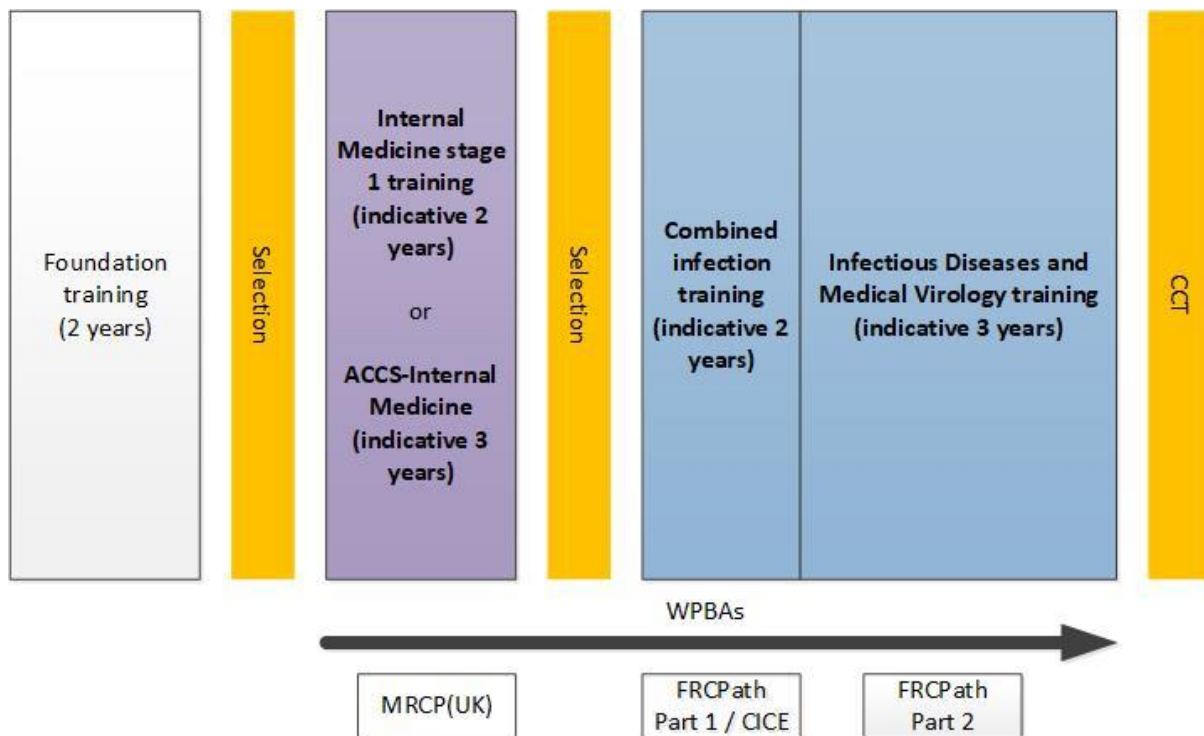 Foundation
training
(2 years)
Selection
Internal
Medicine stage
1 training
(indicative 2
years)
or
ACCS-Internal
Medicine
(indicative 3
years)
Selection
Combined
infection
training
(indicative 2
years)
Infectious Diseases and
Medical Virology training
(indicative 3 years)
CCT
WPBAs
MRCP(UK)
FRCPath
Part 1 / CICE
FRCPath
Part 2